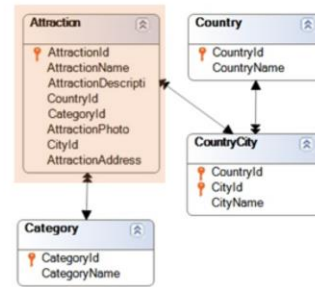 Attraction
AttractionId
AttractionName
AttractionDescripti
CountryId
CategoryId
AttractionPhoto
CityId
AttractionAddress
Country
CountryId
CountryName
CountryCity
CountryId
CityId
CityName
Category
CategoryId
CategoryName